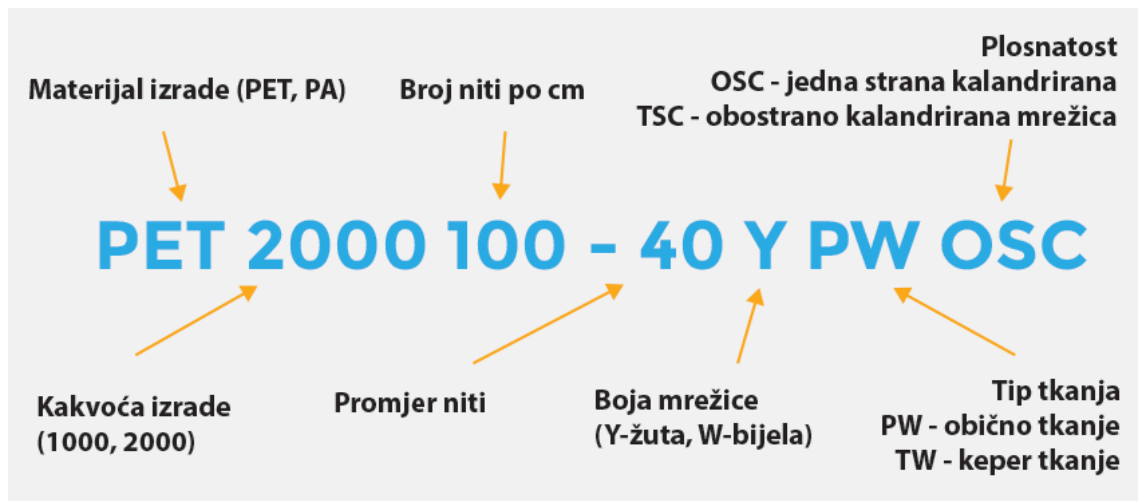 Materijal izrade (PET, PA)
Broj niti po cm
Plosnatost
OSC - jedna strana kalandrirana
TSC - obostrano kalandrirana mrežica
PET 2000 100 - 40 Y PW OSC
Kakvoća izrade
(1000, 2000)
Promjer niti
Boja mrežice
(Y-žuta, W-bijela)
Tip tkanja
PW - obično tkanje
TW - keper tkanje